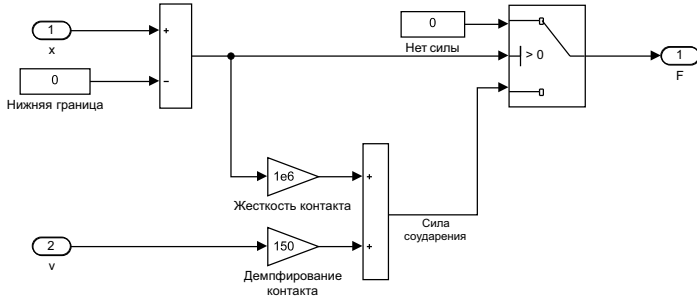 1
x
0
Нижняя граница
+
−
0
Нет силы
> 0
1
F
1e6
Жесткость контакта
+
+
Сила
соударения
2
v
150
Демпфирование
контакта